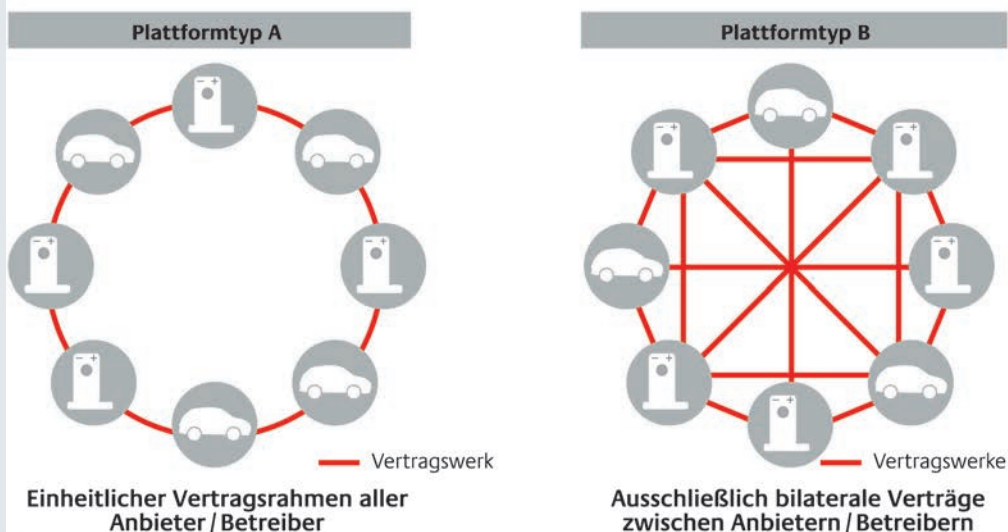 Plattformtyp A
Vertragswerk
Einheitlicher Vertragsrahmen aller
Anbieter / Betreiber
Plattformtyp B
Vertragswerke
Ausschließlich bilaterale Verträge
zwischen Anbietern / Betreibern